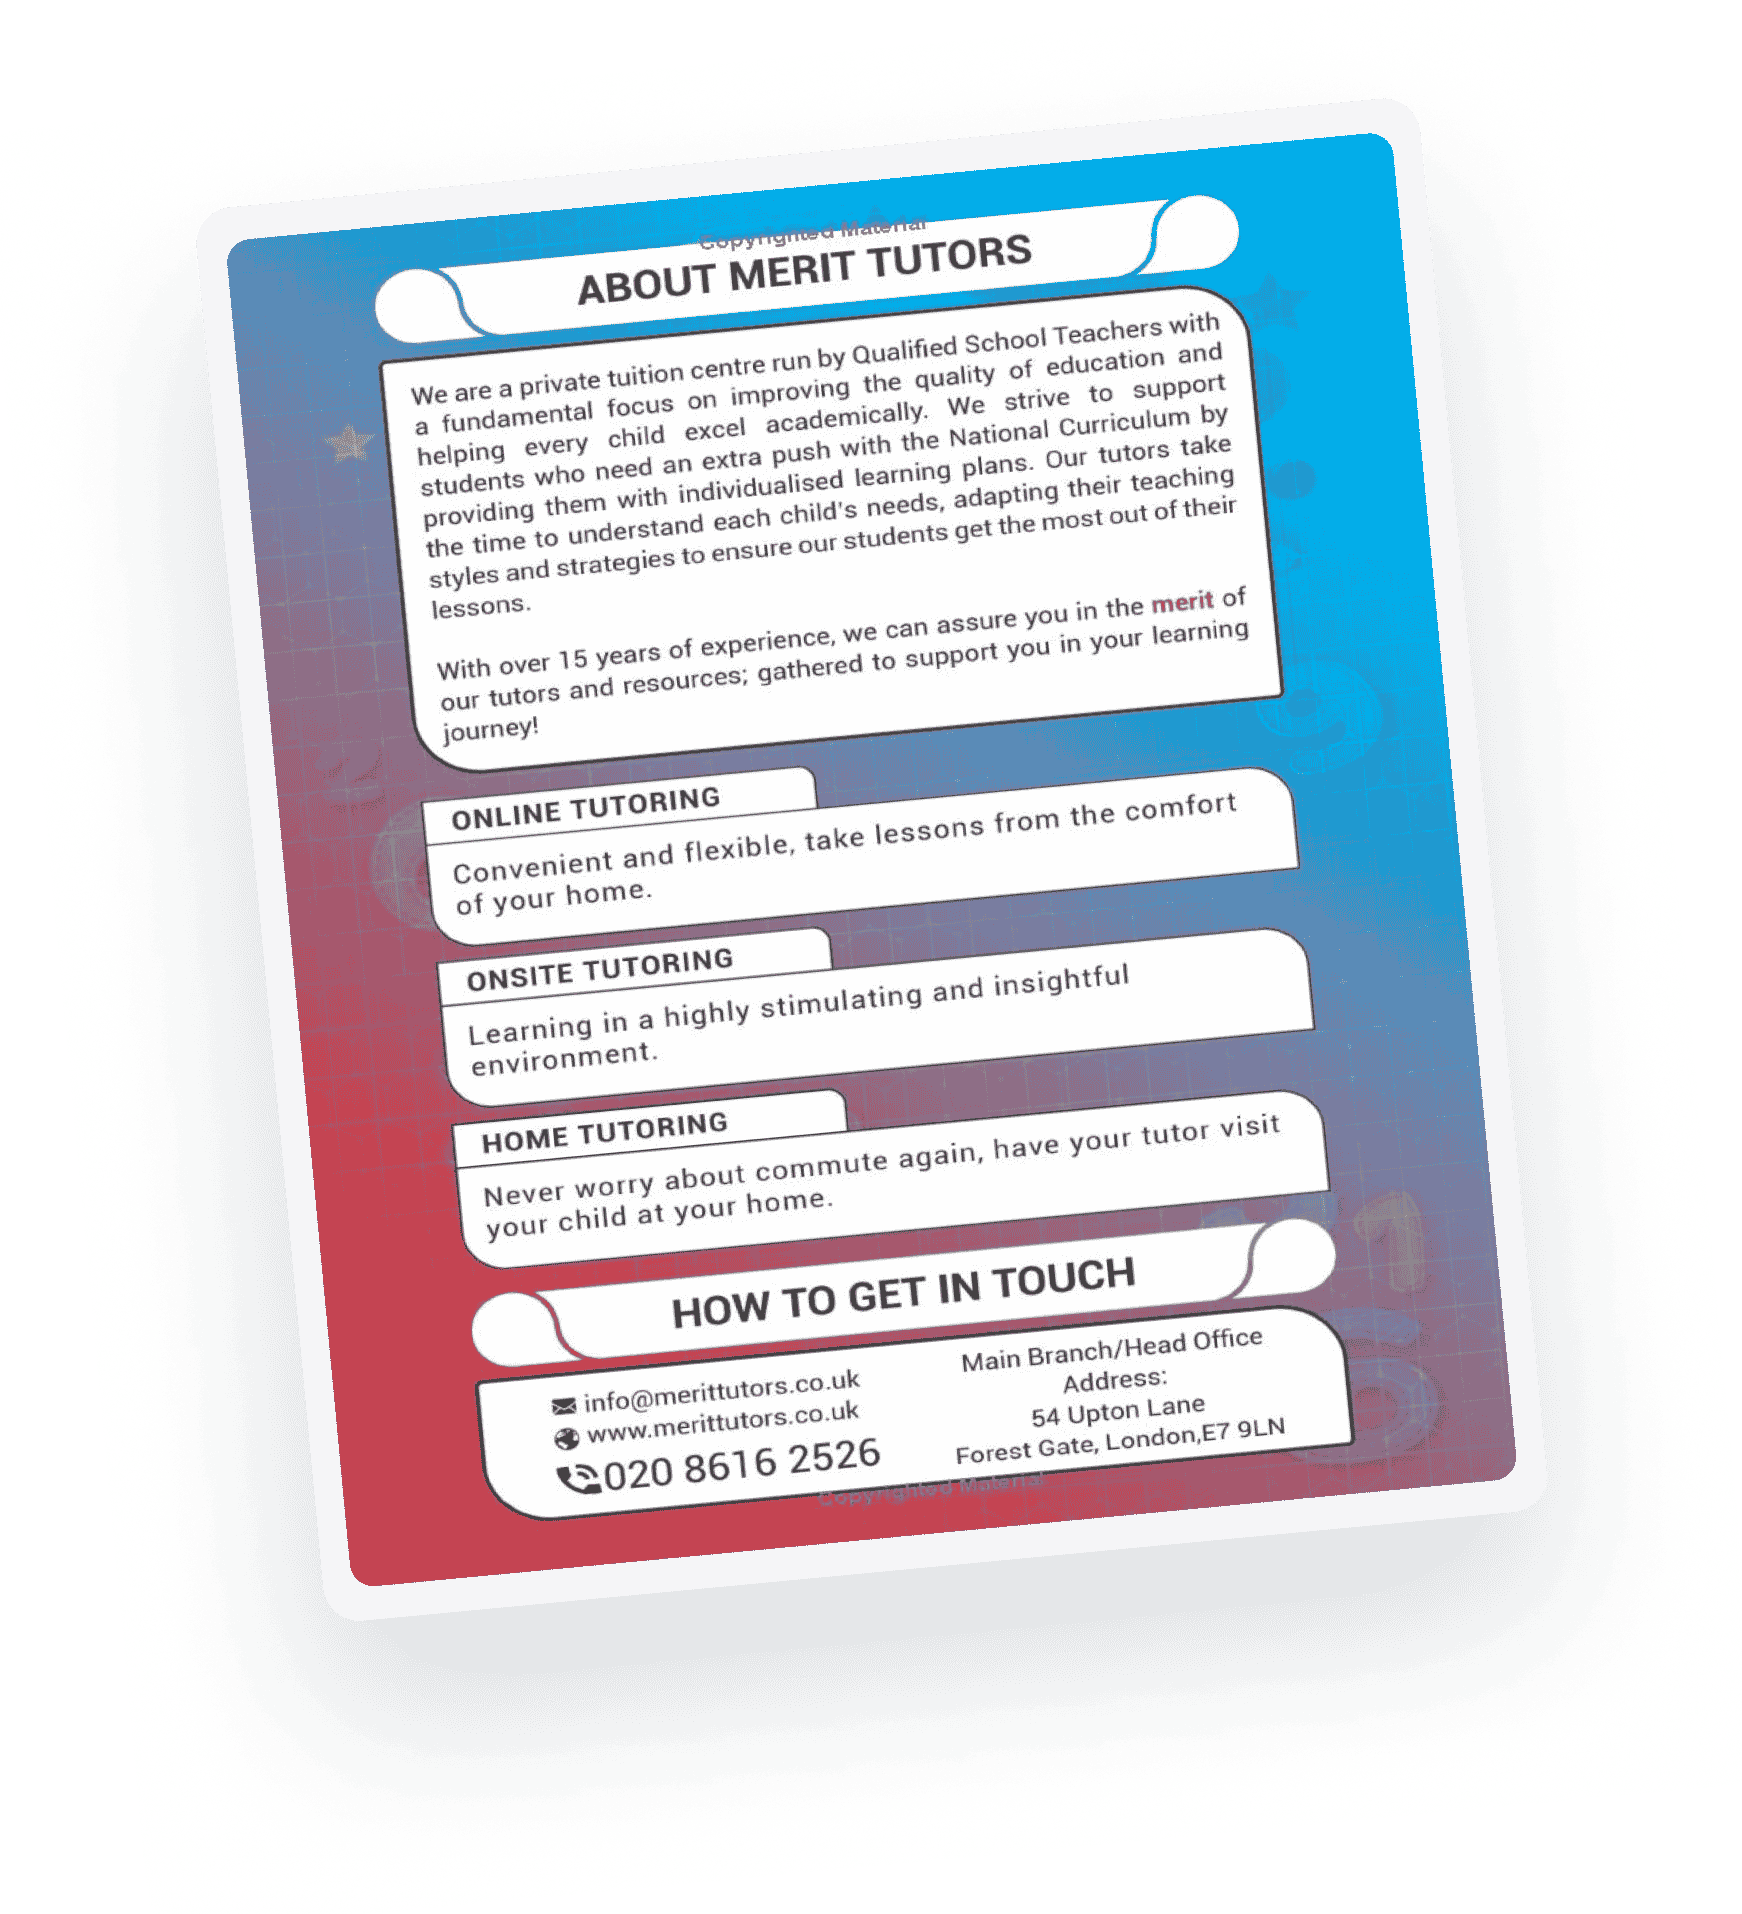 Copyrighted Material
ABOUT MERIT TUTORS
We are a private tuition centre run by Qualified School Teachers with
a fundamental focus on improving the quality of education and
helping every child excel academically. We strive to support
students who need an extra push with the National Curriculum by
providing them with individualised learning plans. Our tutors take
the time to understand each child's needs, adapting their teaching
styles and strategies to ensure our students get the most out of their
lessons.
With over 15 years of experience, we can assure you in the merit of
our tutors and resources; gathered to support you in your learning
journey!
ONLINE TUTORING
Convenient and flexible, take lessons from the comfort
of your home.
ONSITE TUTORING
Learning in a highly stimulating and insightful
environment.
HOME TUTORING
Never worry about commute again, have your tutor visit
your child at your home.
HOW TO GET IN TOUCH
info@merittutors.co.uk
www.merittutors.co.uk
020 8616 2526
Main Branch/Head Office
Address:
54 Upton Lane
Forest Gate, London,E7 9LN
Copyrighted Material